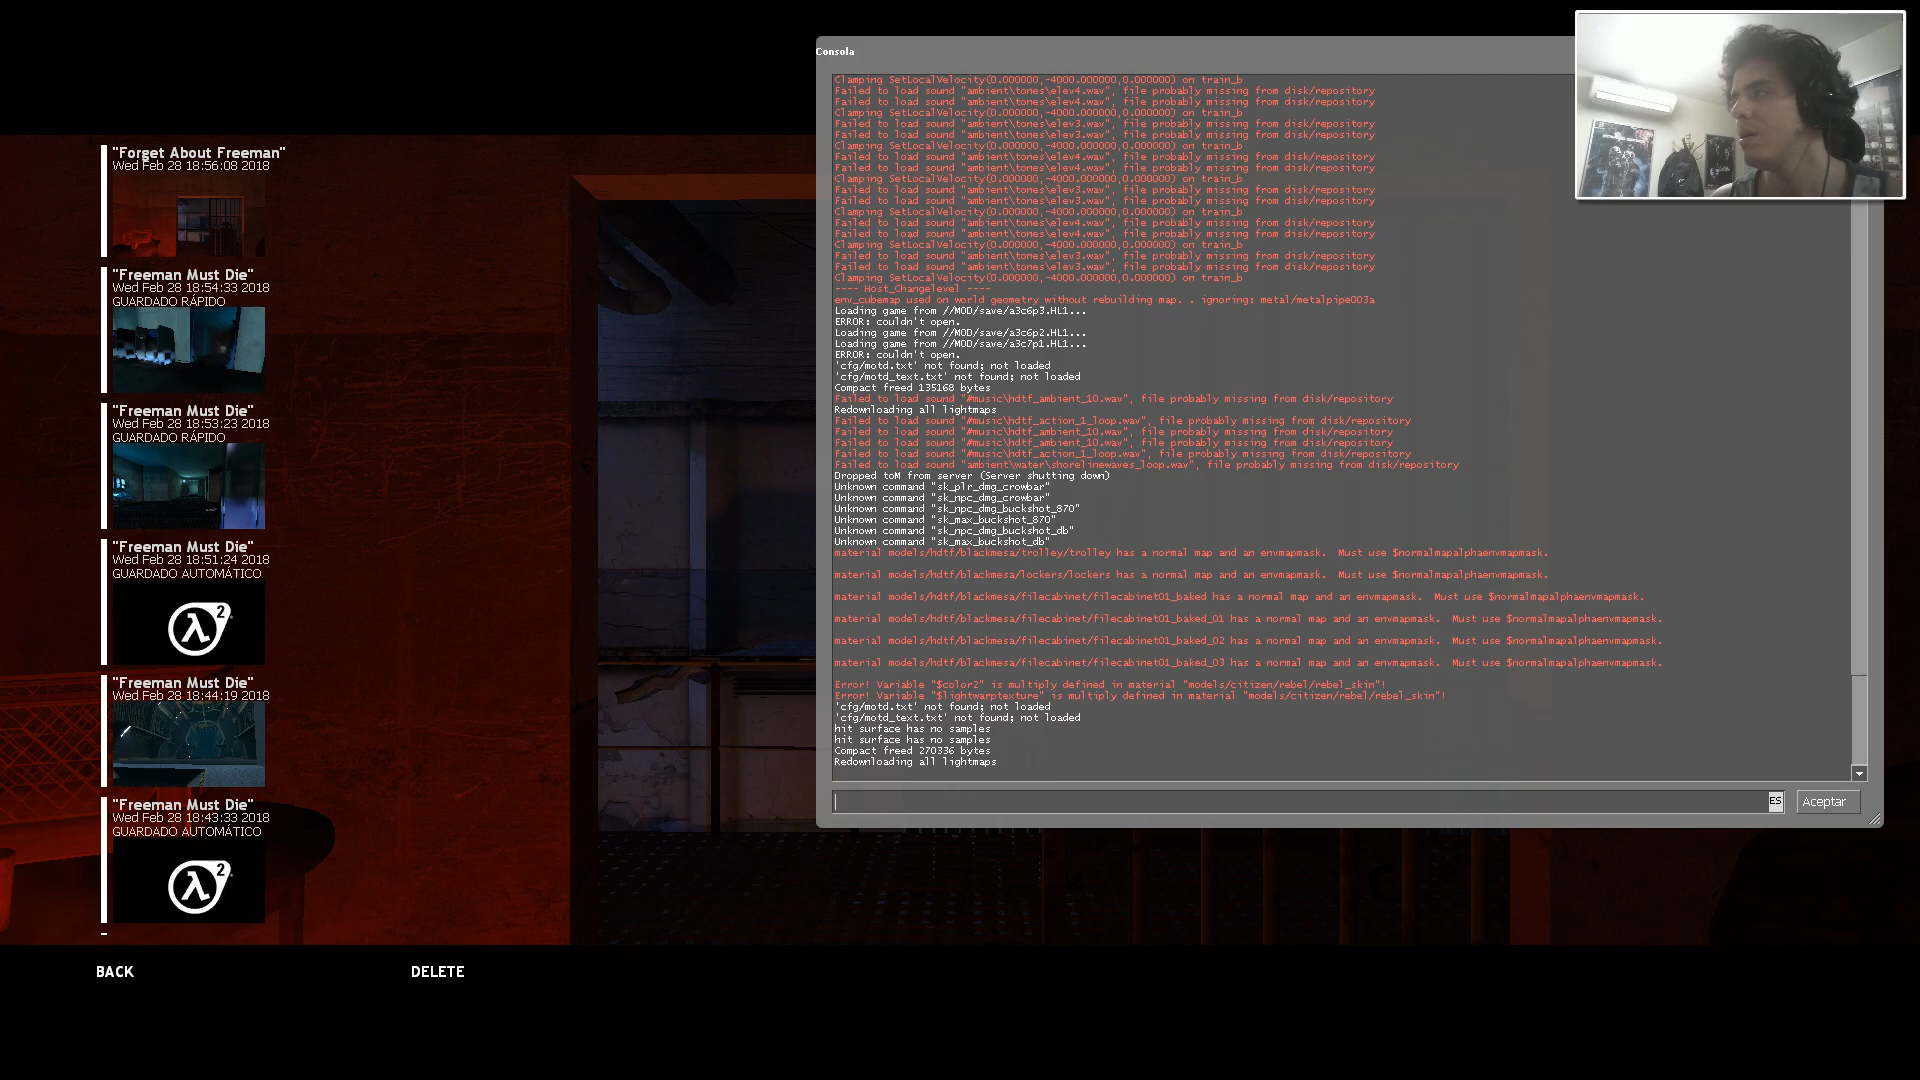 "Forget About Freeman"
Wed Feb 28 18:56:08 2018
"Freeman Must Die"
Wed Feb 28 18:54:33 2018
GUARDADO RÁPIDO
"Freeman Must Die"
Wed Feb 28 18:53:23 2018
GUARDADO RÁPIDO
"Freeman Must Die"
Wed Feb 28 18:51:24 2018
GUARDADO AUTOMÁTICO
"Freeman Must Die"
Wed Feb 28 18:44:19 2018
"Freeman Must Die"
Wed Feb 28 18:43:33 2018
GUARDADO AUTOMÁTICO
BACK
DELETE
Consola
Clamping SetLocalVelocity(0.000000,-4000.000000,0.000000) on train_b
Failed to load sound "ambient\tones\elev4.wav", file probably missing from disk/repository
Failed to load sound "ambient\tones\elev4.wav", file probably missing from disk/repository
Clamping SetLocalVelocity(0.000000,-4000.000000,0.000000) on train_b
Failed to load sound "ambient\tones\elev3.wav", file probably missing from disk/repository
Failed to load sound "ambient\tones\elev3.wav", file probably missing from disk/repository
Clamping SetLocalVelocity(0.000000,-4000.000000,0.000000) on train_b
Failed to load sound "ambient\tones\elev4.wav", file probably missing from disk/repository
Failed to load sound "ambient\tones\elev4.wav", file probably missing from disk/repository
Clamping SetLocalVelocity(0.000000,-4000.000000,0.000000) on train_b
Failed to load sound "ambient\tones\elev3.wav", file probably missing from disk/repository
Failed to load sound "ambient\tones\elev3.wav", file probably missing from disk/repository
Clamping SetLocalVelocity(0.000000,-4000.000000,0.000000) on train_b
Failed to load sound "ambient\tones\elev4.wav", file probably missing from disk/repository
Failed to load sound "ambient\tones\elev4.wav", file probably missing from disk/repository
Clamping SetLocalVelocity(0.000000,-4000.000000,0.000000) on train_b
Failed to load sound "ambient\tones\elev3.wav", file probably missing from disk/repository
Failed to load sound "ambient\tones\elev3.wav", file probably missing from disk/repository
Clamping SetLocalVelocity(0.000000,-4000.000000,0.000000) on train_b
---- Host_Changelevel ----
env_cubemap used on world geometry without rebuilding map. . ignoring: metal/metalpipe003a
Loading game from //MOD/save/a3c6p3.HL1...
ERROR: couldn't open.
Loading game from //MOD/save/a3c6p2.HL1...
Loading game from //MOD/save/a3c7p1.HL1...
ERROR: couldn't open.
'cfg/motd.txt' not found; not loaded
'cfg/motd_text.txt' not found; not loaded
Compact freed 135168 bytes
Failed to load sound "#music\hdtf_ambient_10.wav", file probably missing from disk/repository
Redownloading all lightmaps
Failed to load sound "#music\hdtf_action_1_loop.wav", file probably missing from disk/repository
Failed to load sound "#music\hdtf_ambient_10.wav", file probably missing from disk/repository
Failed to load sound "#music\hdtf_ambient_10.wav", file probably missing from disk/repository
Failed to load sound "#music\hdtf_action_1_loop.wav", file probably missing from disk/repository
Failed to load sound "ambient\water\shorelinewaves_loop.wav", file probably missing from disk/repository
Dropped toM from server (Server shutting down)
Unknown command "sk_plr_dmg_crowbar"
Unknown command "sk_npc_dmg_crowbar"
Unknown command "sk_npc_dmg_buckshot_870"
Unknown command "sk_max_buckshot_870"
Unknown command "sk_npc_dmg_buckshot_db"
Unknown command "sk_max_buckshot_db"
material models/hdtf/blackmesa/trolley/trolley has a normal map and an envmapmask.  Must use $normalmapalphaenvmapmask.
material models/hdtf/blackmesa/lockers/lockers has a normal map and an envmapmask.  Must use $normalmapalphaenvmapmask.
material models/hdtf/blackmesa/filecabinet/filecabinet01_baked has a normal map and an envmapmask.  Must use $normalmapalphaenvmapmask.
material models/hdtf/blackmesa/filecabinet/filecabinet01_baked_01 has a normal map and an envmapmask.  Must use $normalmapalphaenvmapmask.
material models/hdtf/blackmesa/filecabinet/filecabinet01_baked_02 has a normal map and an envmapmask.  Must use $normalmapalphaenvmapmask.
material models/hdtf/blackmesa/filecabinet/filecabinet01_baked_03 has a normal map and an envmapmask.  Must use $normalmapalphaenvmapmask.
Error! Variable "$color2" is multiply defined in material "models/citizen/rebel/rebel_skin"!
Error! Variable "$lightwarptexture" is multiply defined in material "models/citizen/rebel/rebel_skin"!
'cfg/motd.txt' not found; not loaded
'cfg/motd_text.txt' not found; not loaded
hit surface has no samples
hit surface has no samples
Compact freed 270336 bytes
Redownloading all lightmaps
ES
Aceptar